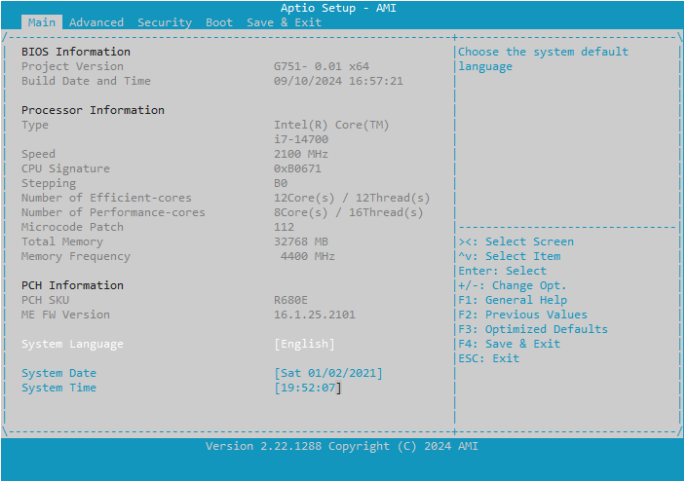 Aptio Setup - AMI
Main Advanced Security Boot Save & Exit
BIOS Information
Project Version G751- 0.01 x64
Build Date and Time 09/10/2024 16:57:21
Processor Information
Type Intel(R) Core(TM)
i7-14700
Speed 2100 MHz
CPU Signature 0xB0671
Stepping B0
Number of Efficient-cores 12Core(s) / 12Thread(s)
Number of Performance-cores 8Core(s) / 16Thread(s)
Microcode Patch 112
Total Memory 32768 MB
Memory Frequency 4400 MHz
PCH Information
PCH SKU R680E
ME FW Version 16.1.25.2101
System Language [English]
System Date [Sat 01/02/2021]
System Time [19:52:07]
Choose the system default
language
><: Select Screen
^v: Select Item
Enter: Select
+/-: Change Opt.
F1: General Help
F2: Previous Values
F3: Optimized Defaults
F4: Save & Exit
ESC: Exit
Version 2.22.1288 Copyright (C) 2024 AMI